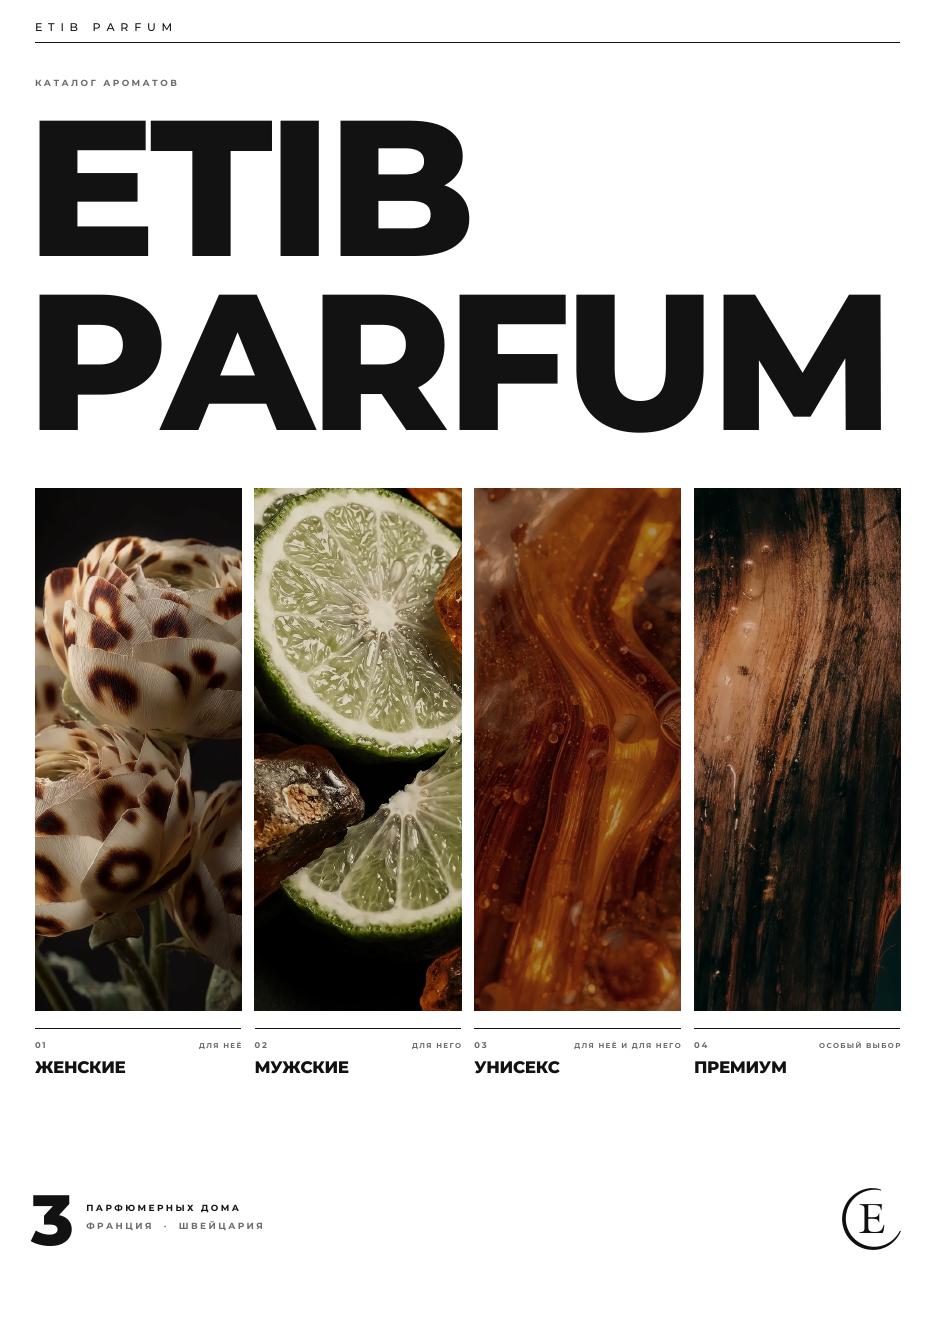 ETIB PARFUM
КАТАЛОГ АРОМАТОВ
ETIB
PARFUM
01 ДЛЯ НЕЁ
ЖЕНСКИЕ
02 ДЛЯ НЕГО
МУЖСКИЕ
03 ДЛЯ НЕЁ И ДЛЯ НЕГО
УНИСЕКС
04 ОСОБЫЙ ВЫБОР
ПРЕМИУМ
3 ПАРФЮМЕРНЫХ ДОМА
ФРАНЦИЯ · ШВЕЙЦАРИЯ
E